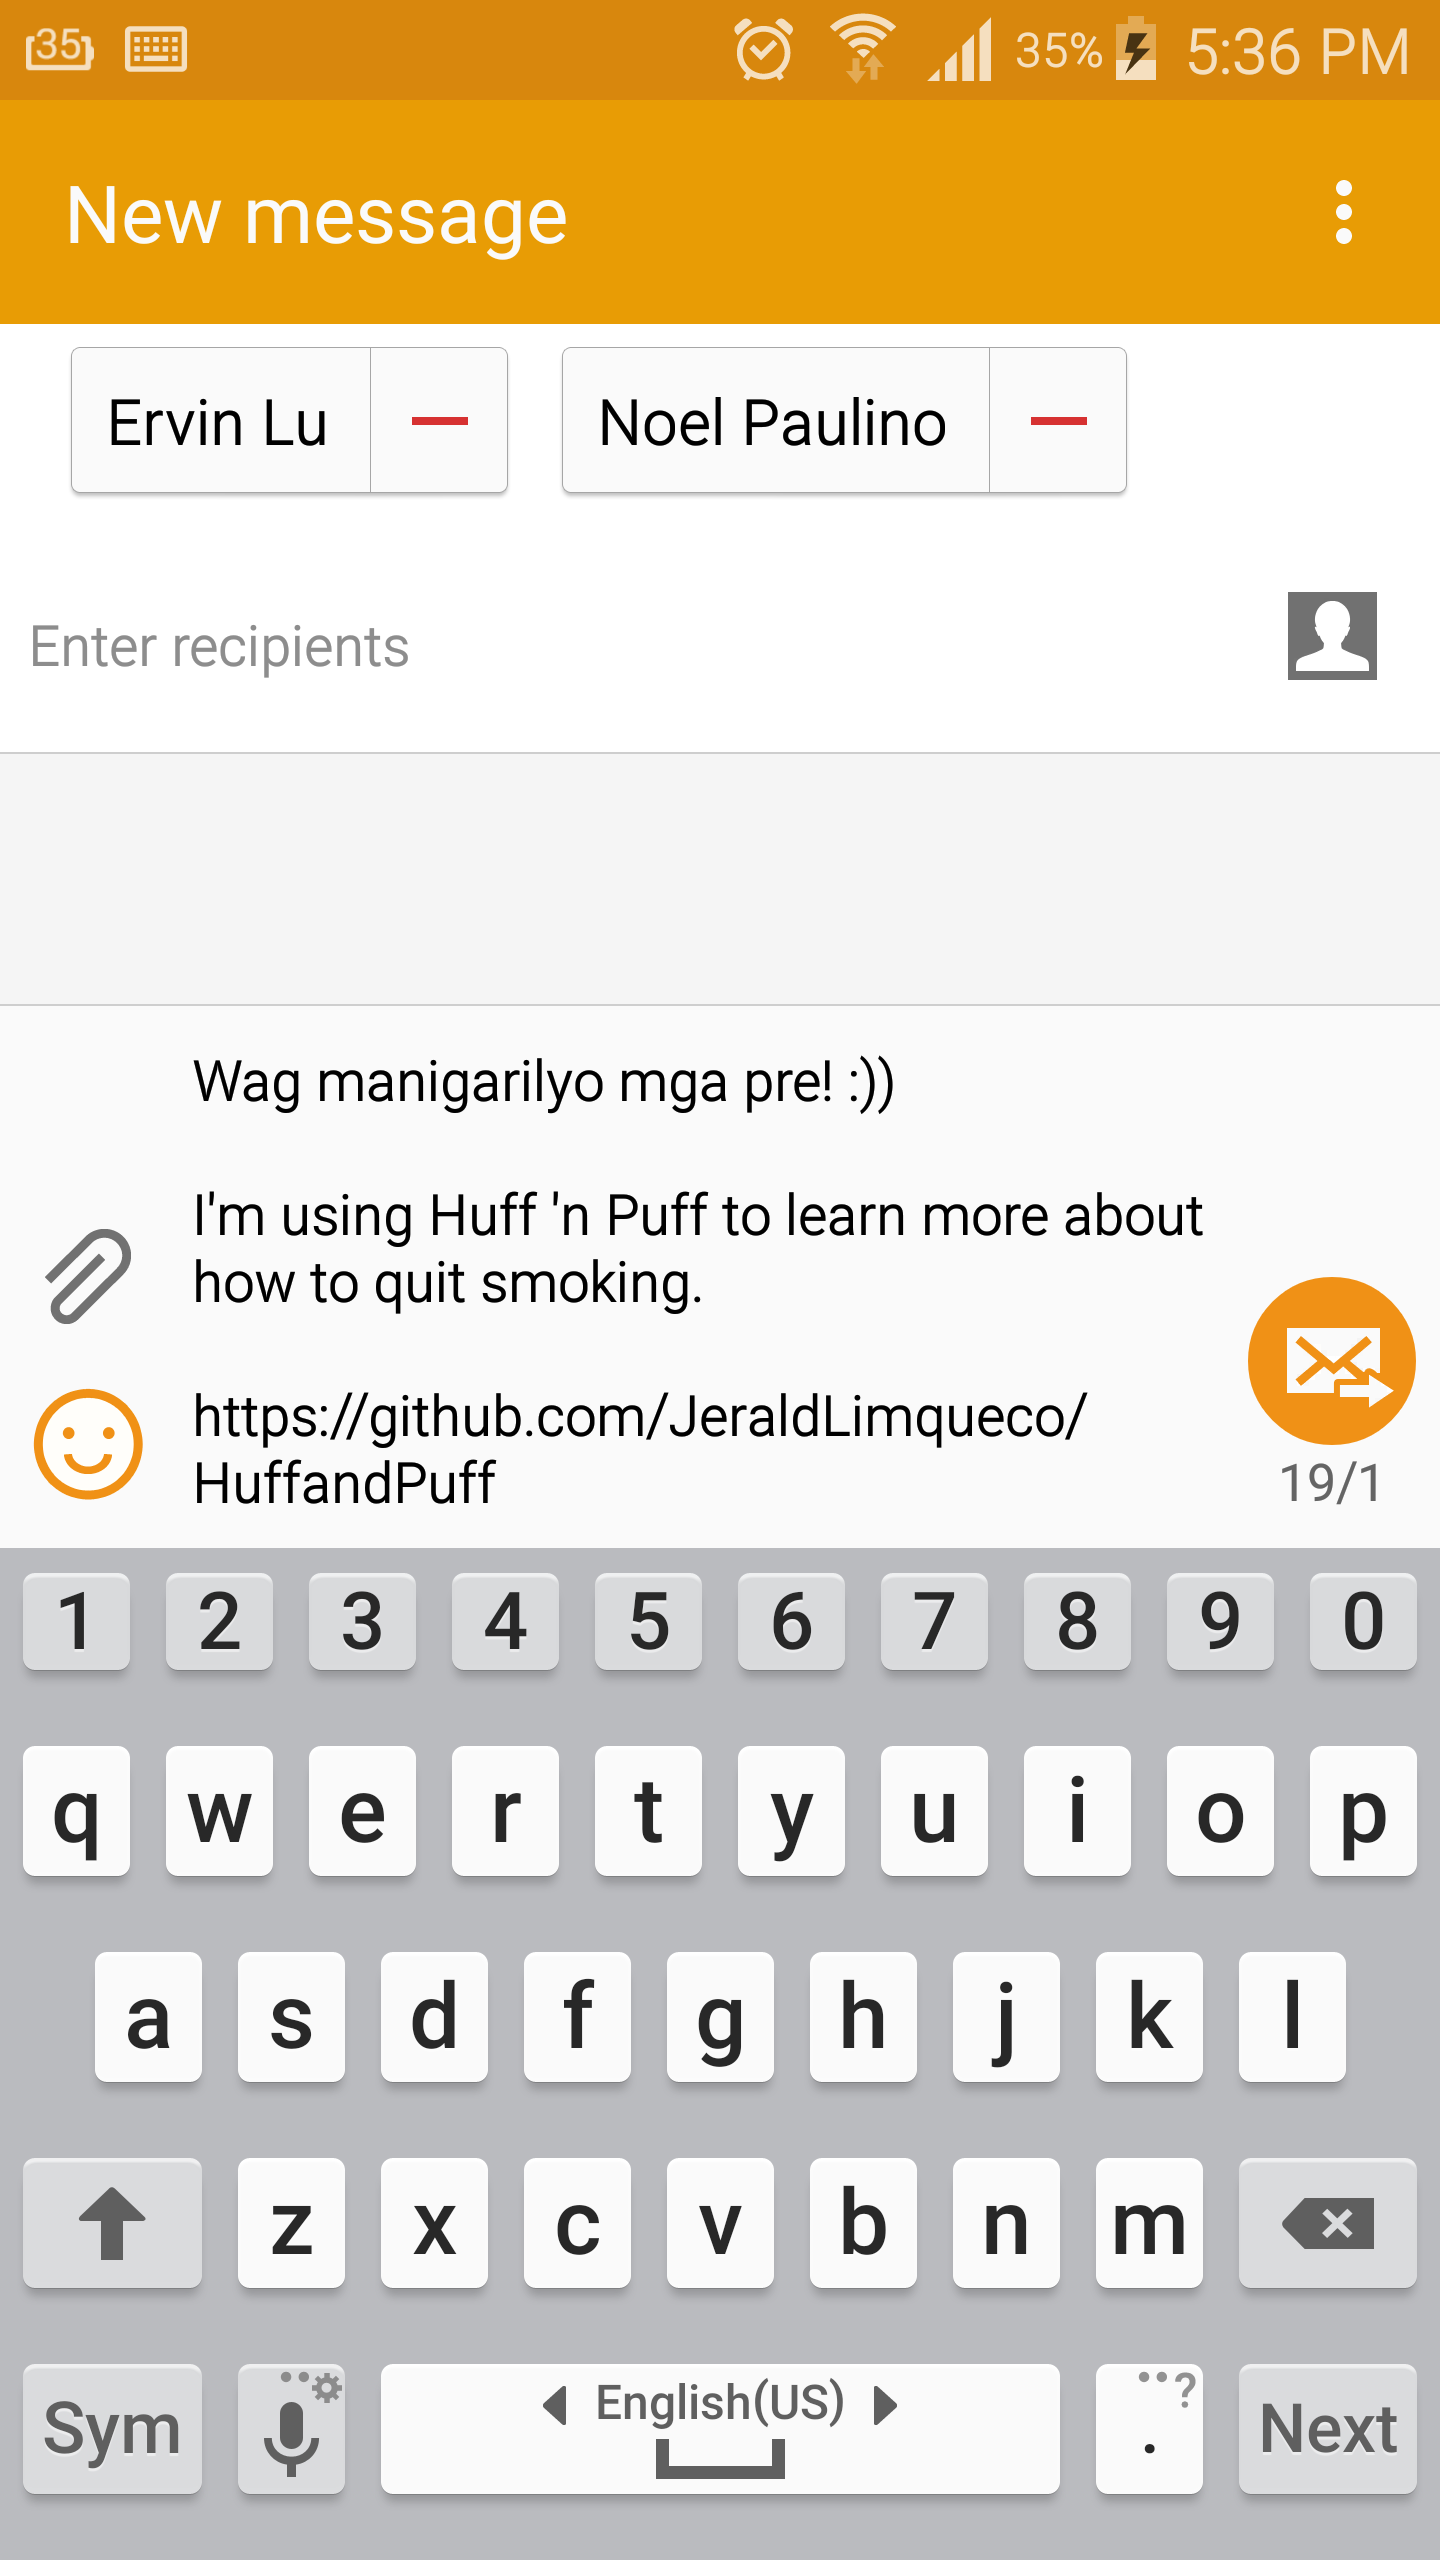 35 35% 5:36 PM
New message
Ervin Lu Noel Paulino
Enter recipients
Wag manigarilyo mga pre! :))
I'm using Huff 'n Puff to learn more about
how to quit smoking.
https://github.com/JeraldLimqueco/
HuffandPuff
19/1
1 2 3 4 5 6 7 8 9 0
q w e r t y u i o p
a s d f g h j k l
z x c v b n m
Sym English(US) . ? Next